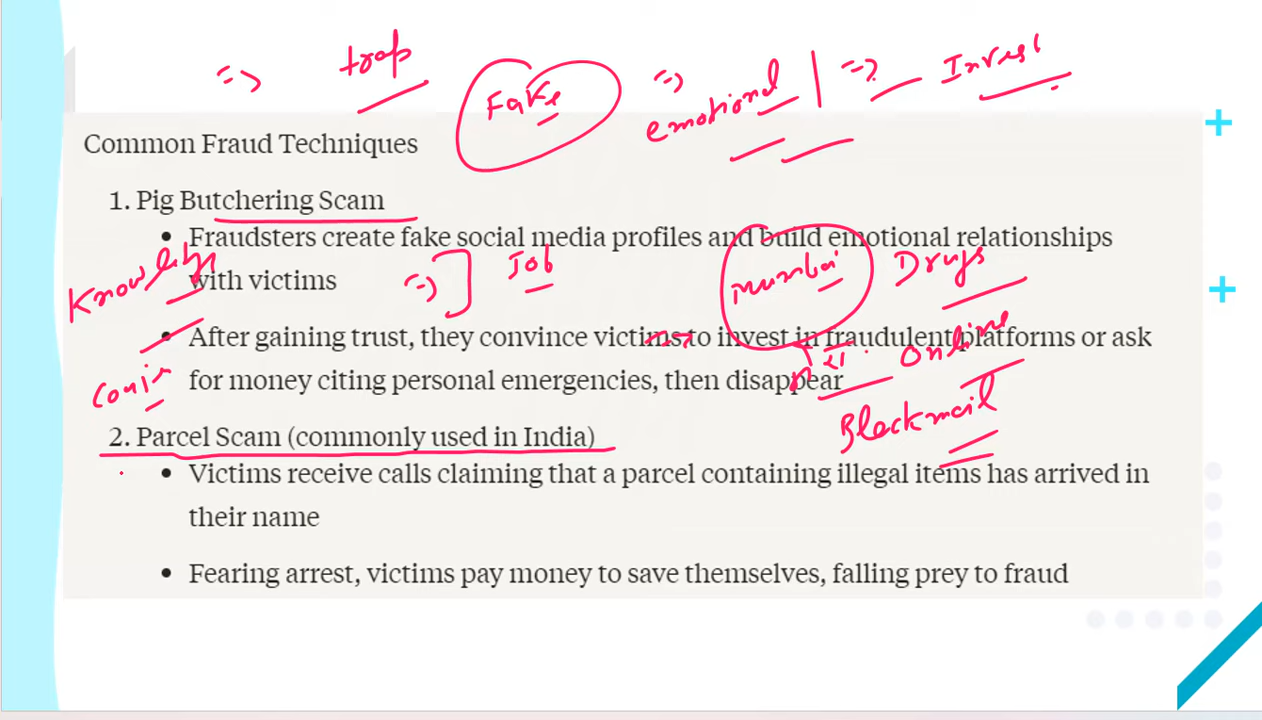 => trap Fake => emotional | => Invest
Common Fraud Techniques
1. Pig Butchering Scam
• Fraudsters create fake social media profiles and build emotional relationships
with victims
=> Job
Mumbai Drugs
• After gaining trust, they convince victims to invest in fraudulent platforms or ask
Online
for money citing personal emergencies, then disappear
Blackmail
2. Parcel Scam (commonly used in India)
• Victims receive calls claiming that a parcel containing illegal items has arrived in
their name
• Fearing arrest, victims pay money to save themselves, falling prey to fraud